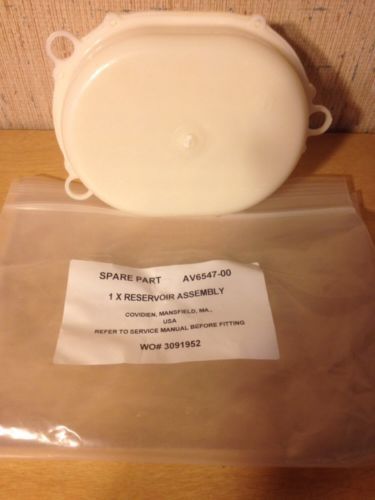 SPARE PART AV6547-00
1 X RESERVOIR ASSEMBLY
COVIDIEN, MANSFIELD, MA.,
USA
REFER TO SERVICE MANUAL BEFORE FITTING
WO# 3091952